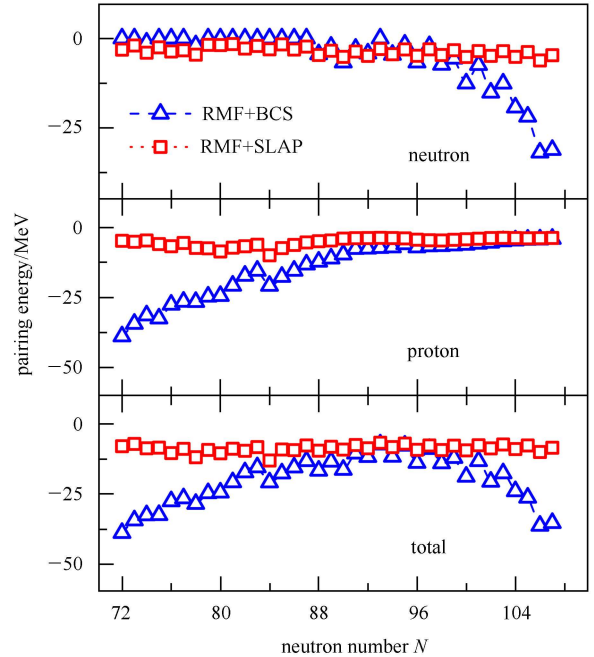 0
RMF+BCS
RMF+SLAP
−25
neutron
0
−25
proton
−50
0
−25
total
−50
72 80 88 96 104
neutron number N
pairing energy/MeV